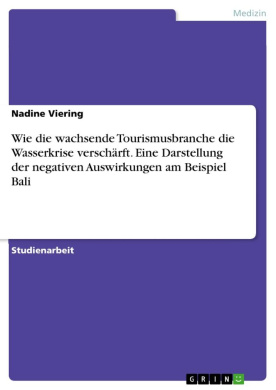 Medizin
Nadine Viering
Wie die wachsende Tourismusbranche die
Wasserkrise verschärft. Eine Darstellung
der negativen Auswirkungen am Beispiel
Bali
Studienarbeit
GRIN